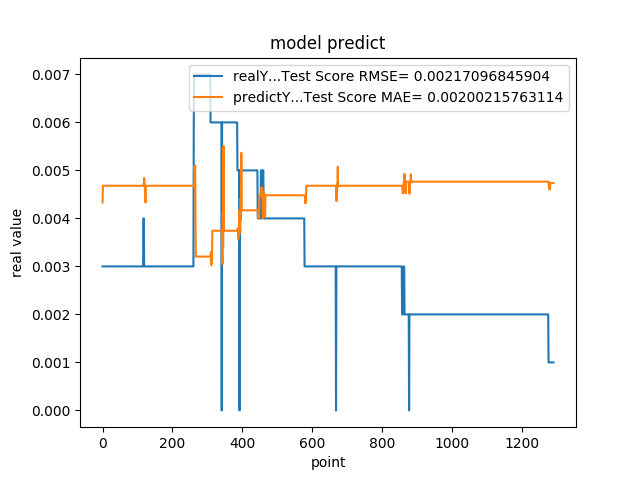 model predict
realY...Test Score RMSE= 0.00217096845904
predictY...Test Score MAE= 0.00200215763114
0.007
0.006
0.005
0.004
0.003
0.002
0.001
0.000
real value
0 200 400 600 800 1000 1200
point